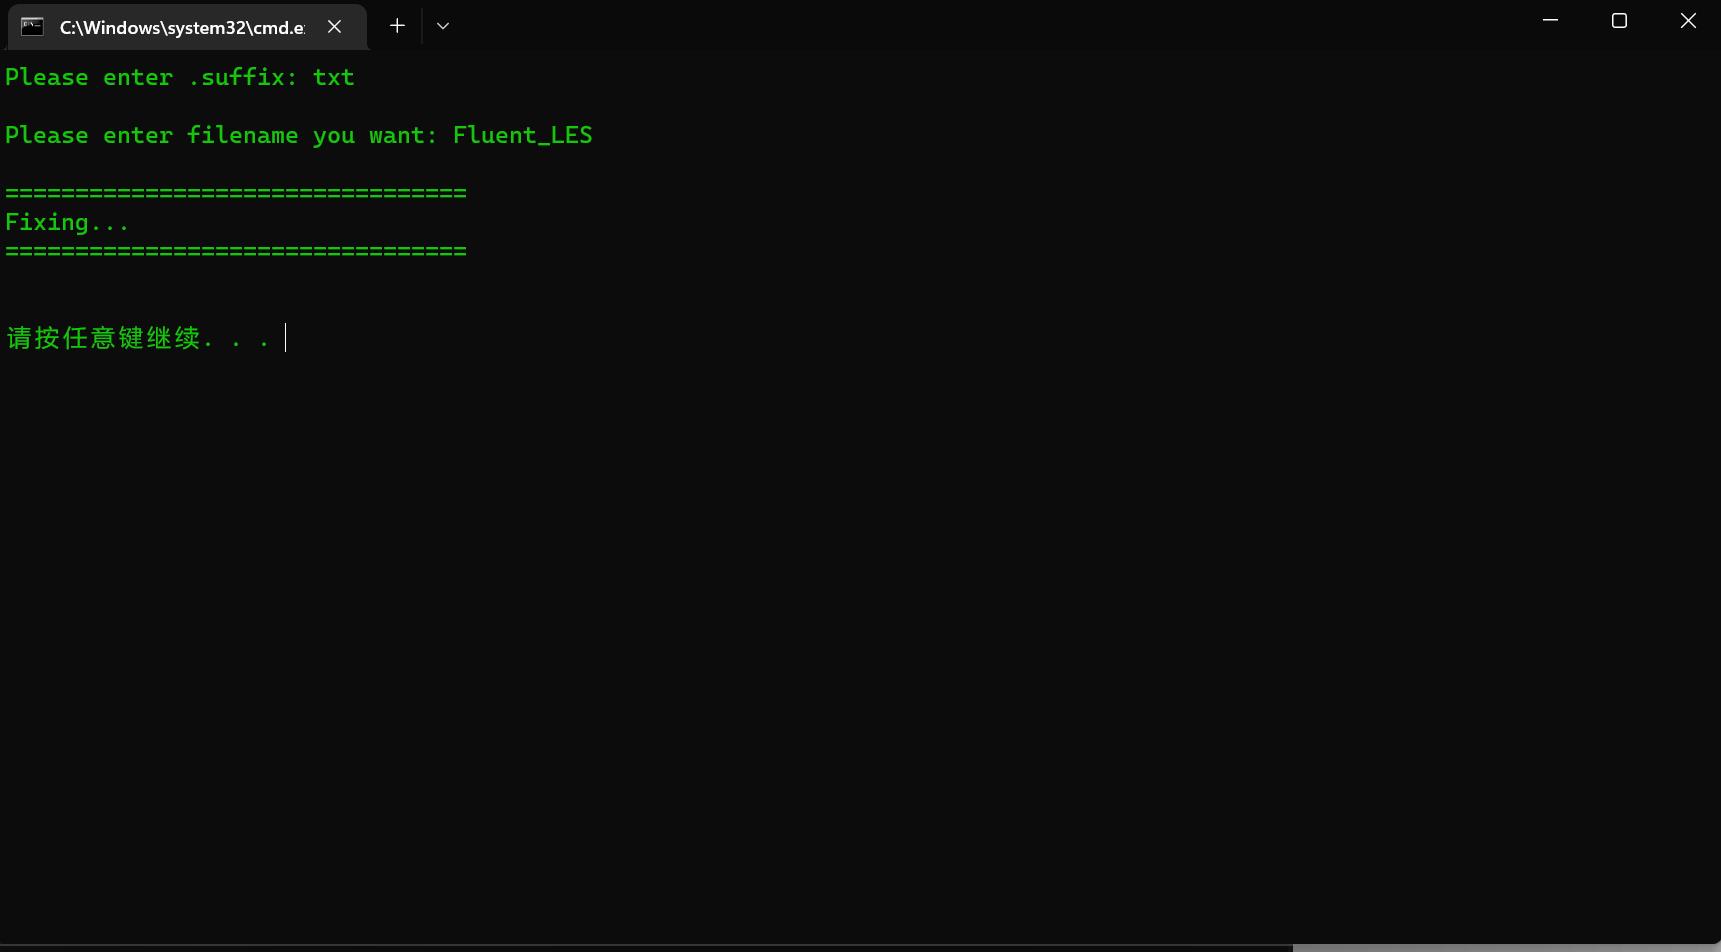 C:\Windows\system32\cmd.e
Please enter .suffix: txt
Please enter filename you want: Fluent_LES
=================================
Fixing...
=================================
请按任意键继续. . .